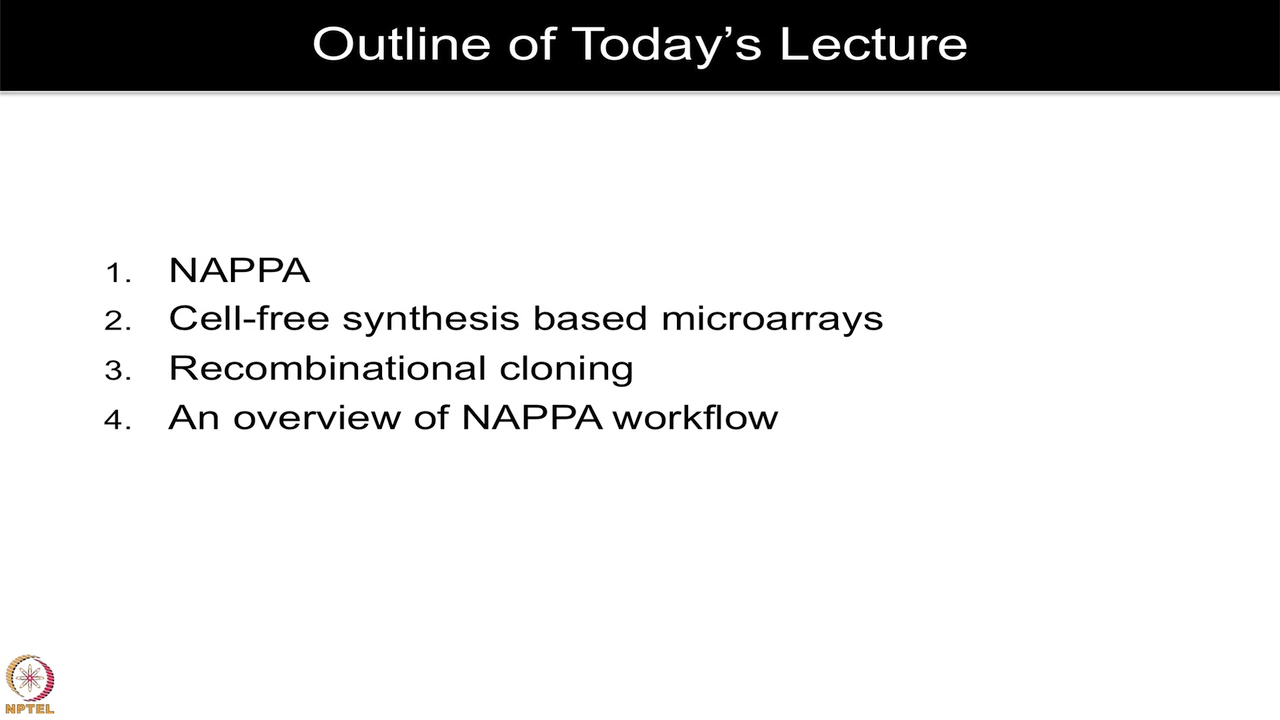 Outline of Today’s Lecture
1. NAPPA
2. Cell-free synthesis based microarrays
3. Recombinational cloning
4. An overview of NAPPA workflow
NPTEL